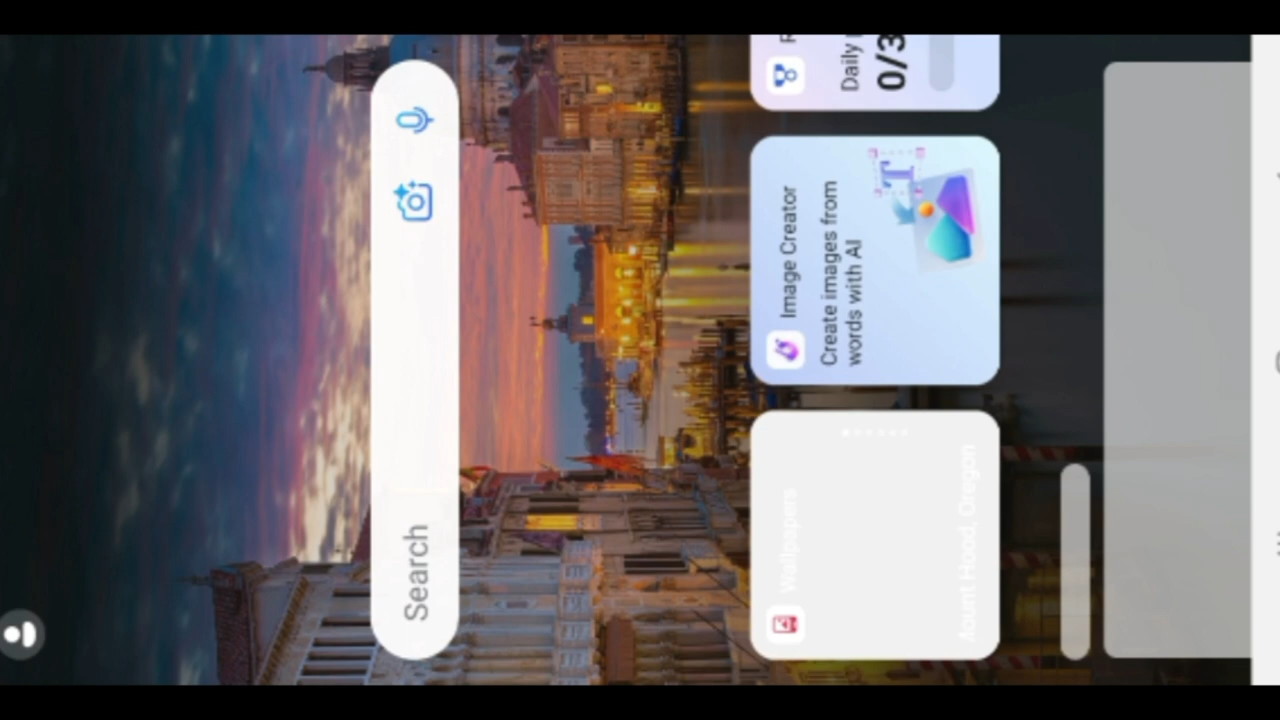 Search
Wallpapers
Mount Hood, Oregon
Image Creator
Create images from
words with AI
Daily
0/3